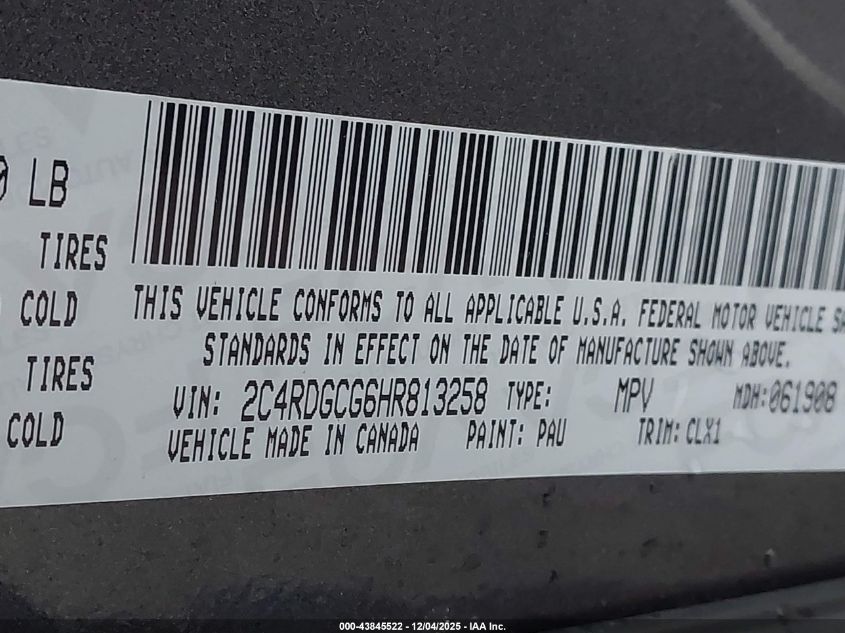 LB
TIRES
COLD
TIRES
COLD
THIS VEHICLE CONFORMS TO ALL APPLICABLE U.S.A. FEDERAL MOTOR VEHICLE
STANDARDS IN EFFECT ON THE DATE OF MANUFACTURE SHOWN ABOVE.
VIN: 2C4RDGCG6HR813258 TYPE: MPV MDH:061908
VEHICLE MADE IN CANADA PAINT: PAU TRIM: CLX1
000-43845522 - 12/04/2025 - IAA Inc.